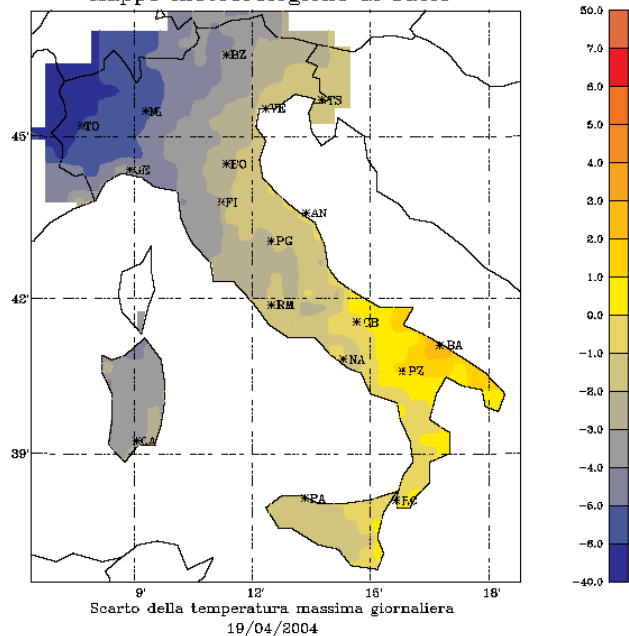 50.0
7.0
6.0
5.0
4.0
3.0
2.0
1.0
0.0
-1.0
-2.0
-3.0
-4.0
-6.0
-8.0
-40.0
*BZ
*TS
*VE
*MI
*TO
*GE
*BO
*FI
*AN
*PG
*RM
*CB
*BA
*NA
*PZ
*CA
*PA
*RC
45'
42'
39'
9' 12' 15' 18'
Scarto della temperatura massima giornaliera
19/04/2004